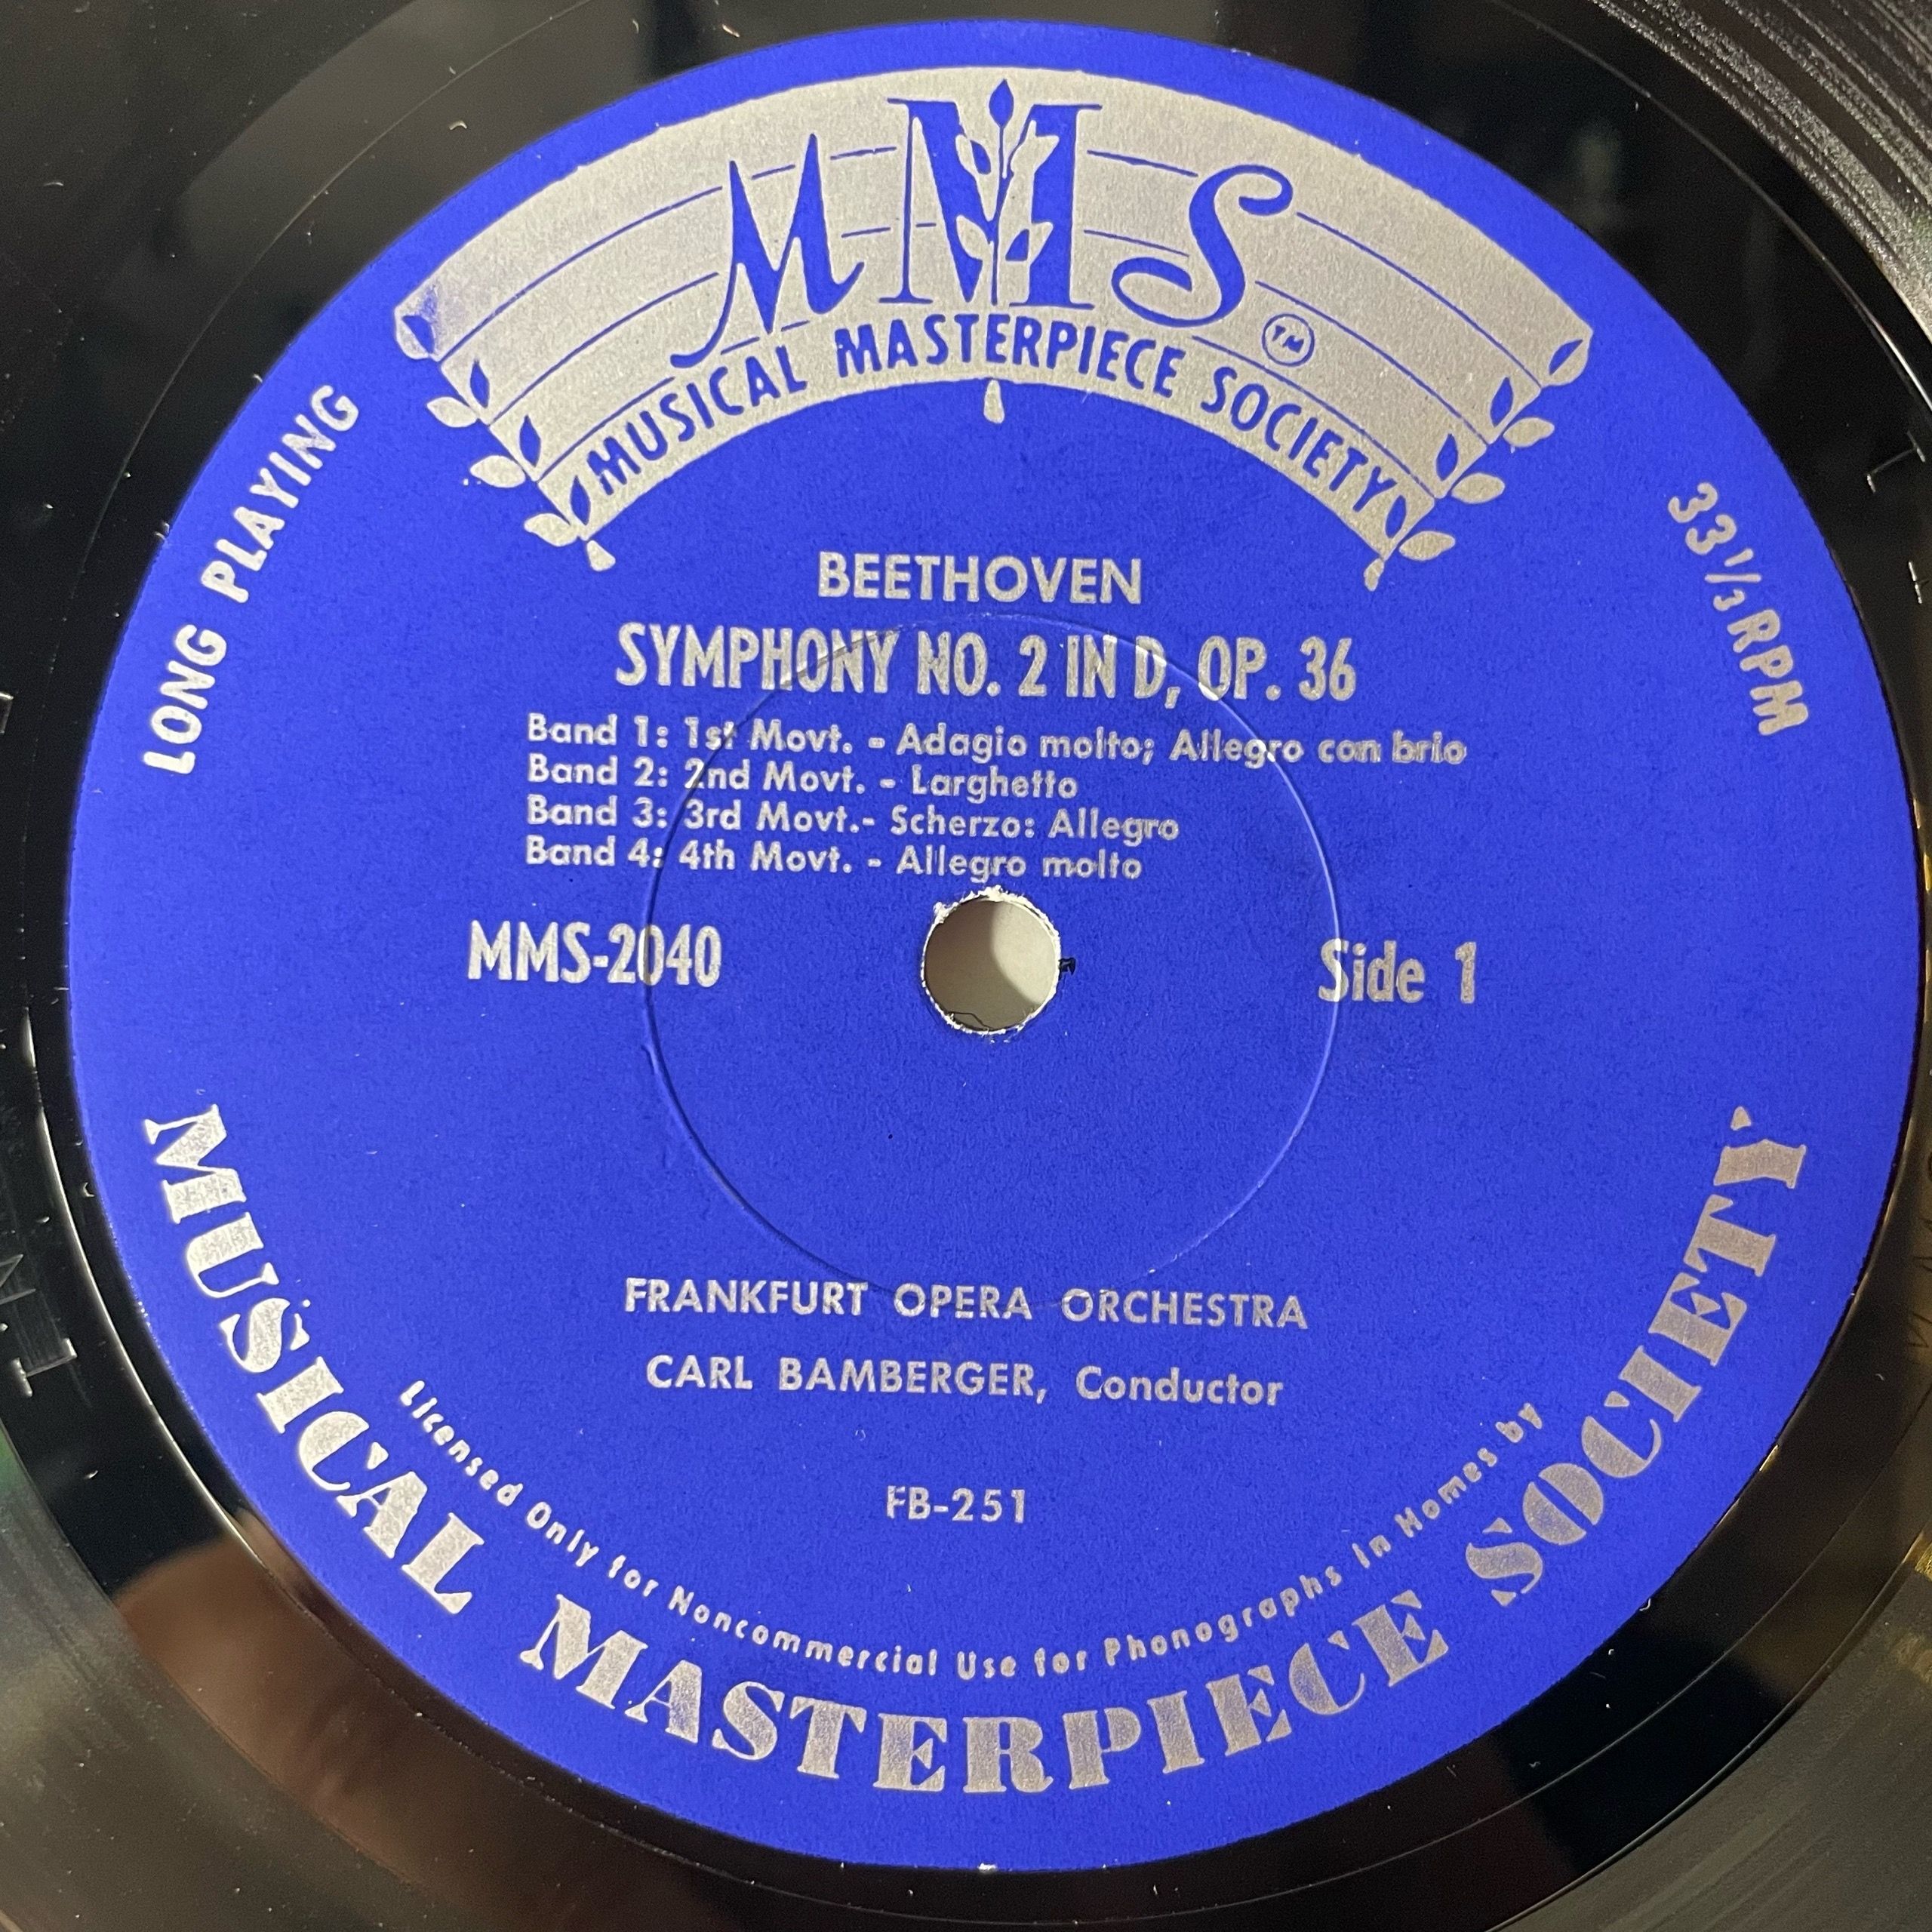 MMS
TM
MUSICAL MASTERPIECE SOCIETY
LONG PLAYING
33 1/3 RPM
BEETHOVEN
SYMPHONY NO. 2 IN D, OP. 36
Band 1: 1st Movt. - Adagio molto; Allegro con brio
Band 2: 2nd Movt. - Larghetto
Band 3: 3rd Movt.- Scherzo: Allegro
Band 4: 4th Movt. - Allegro molto
MMS-2040
Side 1
FRANKFURT OPERA ORCHESTRA
CARL BAMBERGER, Conductor
FB-251
Licensed Only for Noncommercial Use for Phonographs in Homes by
MUSICAL MASTERPIECE SOCIETY